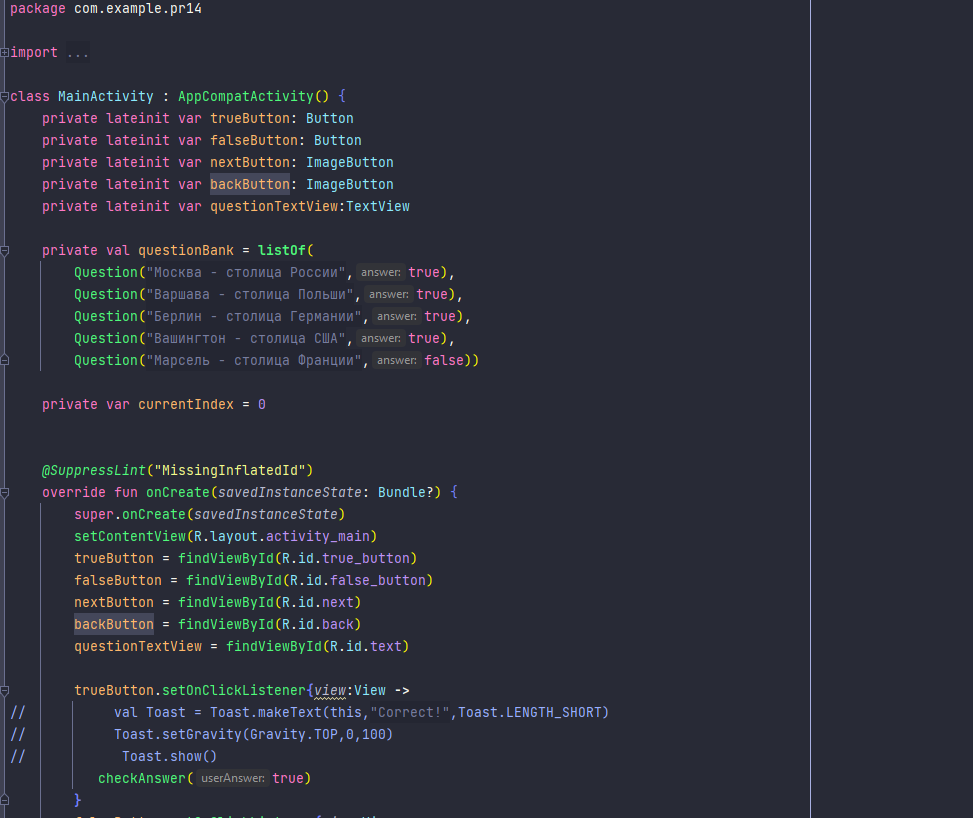 package com.example.pr14
import ...
class MainActivity : AppCompatActivity() {
private lateinit var trueButton: Button
private lateinit var falseButton: Button
private lateinit var nextButton: ImageButton
private lateinit var backButton: ImageButton
private lateinit var questionTextView:TextView
private val questionBank = listOf(
Question("Москва - столица России", answer: true),
Question("Варшава - столица Польши", answer: true),
Question("Берлин - столица Германии", answer: true),
Question("Вашингтон - столица США", answer: true),
Question("Марсель - столица Франции", answer: false))
private var currentIndex = 0
@SuppressLint("MissingInflatedId")
override fun onCreate(savedInstanceState: Bundle?) {
super.onCreate(savedInstanceState)
setContentView(R.layout.activity_main)
trueButton = findViewById(R.id.true_button)
falseButton = findViewById(R.id.false_button)
nextButton = findViewById(R.id.next)
backButton = findViewById(R.id.back)
questionTextView = findViewById(R.id.text)
trueButton.setOnClickListener{view:View ->
// val Toast = Toast.makeText(this,"Correct!",Toast.LENGTH_SHORT)
// Toast.setGravity(Gravity.TOP,0,100)
// Toast.show()
checkAnswer( userAnswer: true)
}